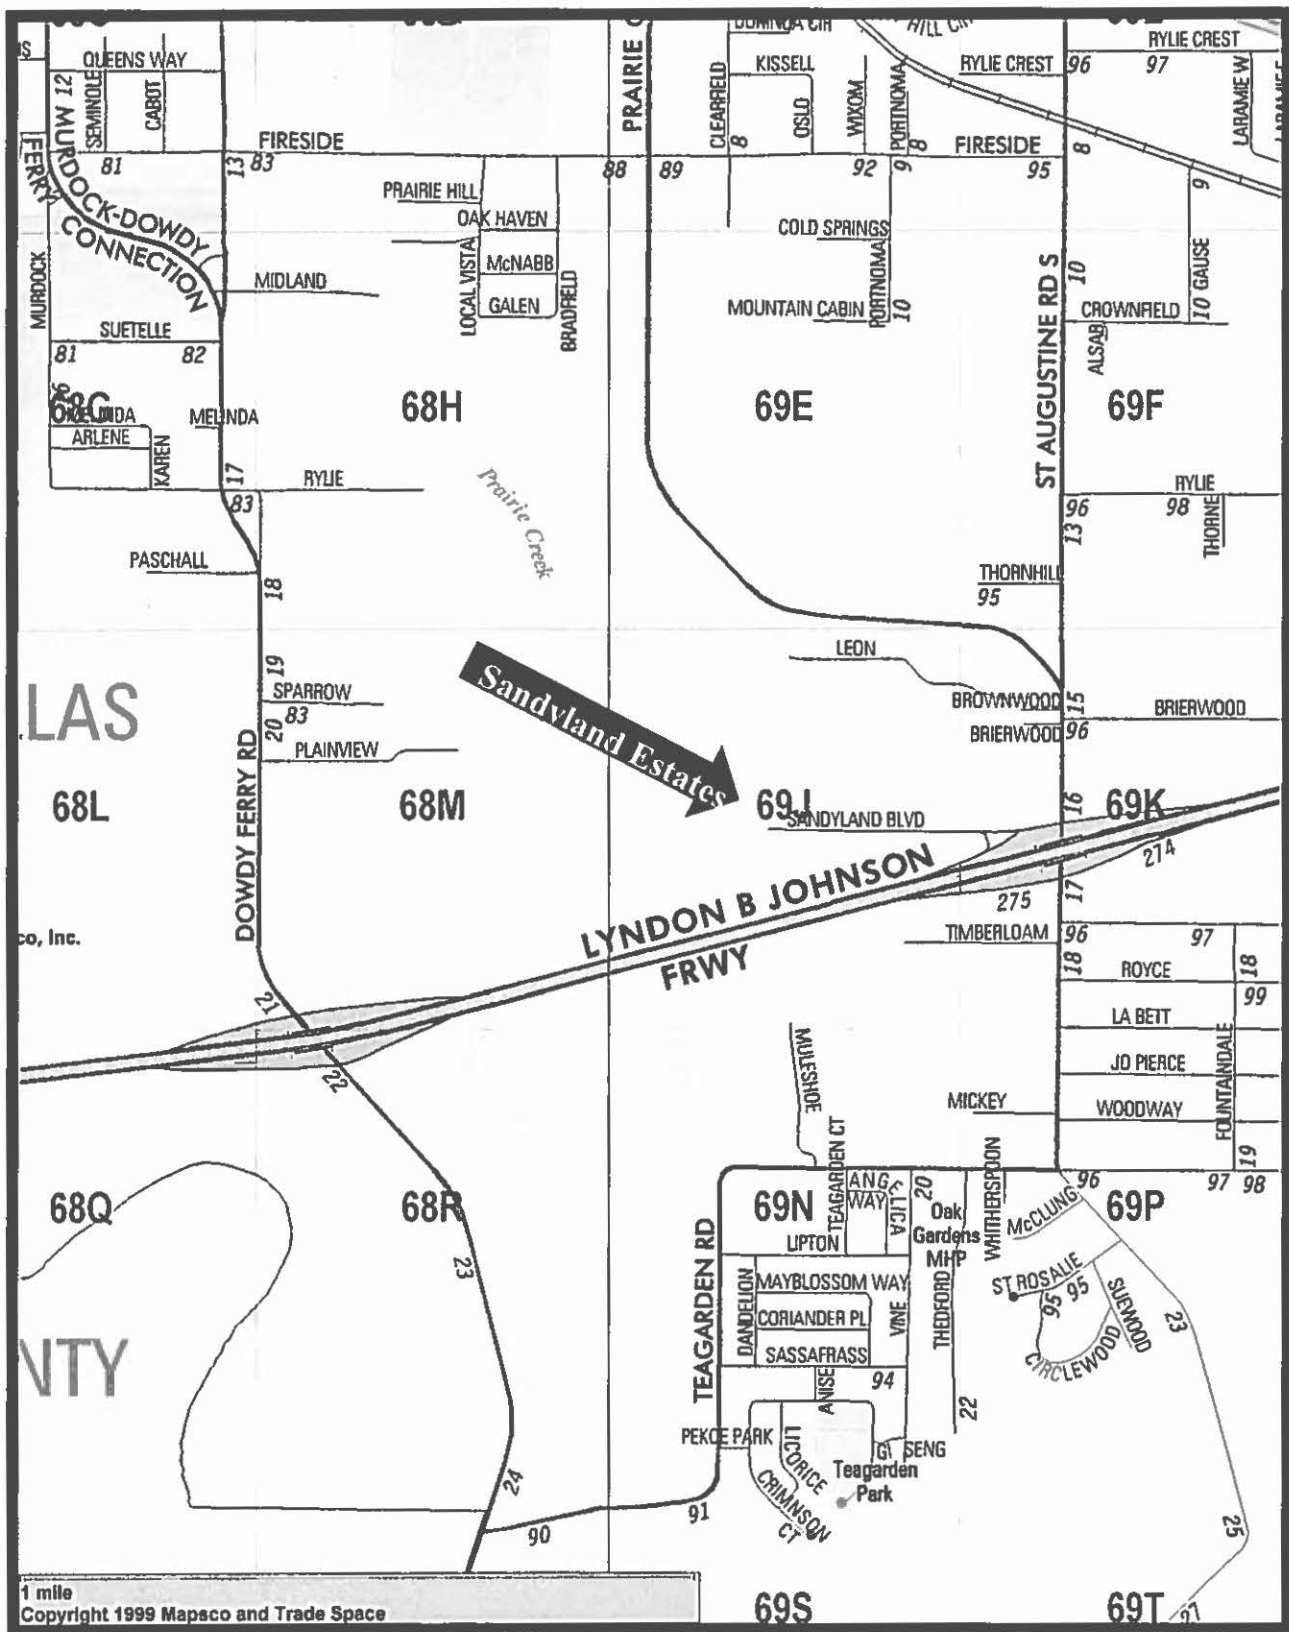 PRAIRIE
HILL CIR
RYLIE CREST
QUEENS WAY
KISSELL
RYLIE CREST
96
97
MURDOCK-DOWDY
FERRY CONNECTION
12
SEMINOLE
CABOT
CLEARFIELD
8
OSLO
WIXOM
PORTNOMA
8
LARAMIE W
FIRESIDE
FIRESIDE
8
81
13
83
88
89
92
9
95
9
PRAIRIE HILL
OAK HAVEN
COLD SPRINGS
McNABB
MURDOCK
MIDLAND
LOCAL VISTA
GALEN
BRADFIELD
MOUNTAIN CABIN
PORTNOMA
10
ST AUGUSTINE RD S
10
CROWNFIELD
10
GAUSE
ALSAB
SUETELLE
81
82
68G
68H
69E
69F
MELINDA
ARLENE
KAREN
17
RYLIE
83
Prairie Creek
RYLIE
96
98
13
THORNE
PASCHALL
18
THORNHILL
95
LEON
LAS
19
SPARROW
83
20
PLAINVIEW
DOWDY FERRY RD
Sandyland Estates
BROWNWOOD
15
BRIERWOOD
BRIERWOOD
96
68L
68M
69J
16
69K
SANDYLAND BLVD
274
LYNDON B JOHNSON
FRWY
275
17
co, Inc.
TIMBERLOAM
96
97
18
ROYCE
18
99
21
22
LA BETT
JO PIERCE
FOUNTAINDALE
MULESHOE
MICKEY
WOODWAY
19
TEAGARDEN CT
WHITHERSPOON
96
97
98
68Q
68R
69N
ANGELICA
WAY
20
Oak
Gardens
MHP
McCLUNG
69P
LIPTON
23
TEAGARDEN RD
DANDELION
MAYBLOSSOM WAY
CORIANDER PL
SASSAFRASS
VINE
THEDFORD
ST ROSALIE
95
95
SUEWOOD
23
CIRCLEWOOD
NTY
ANISE
94
22
PEKOE PARK
LICORICE
GI SENG
Teagarden
Park
CRIMNSON
CT
24
90
91
25
27
1 mile
Copyright 1999 Mapsco and Trade Space
69S
69T